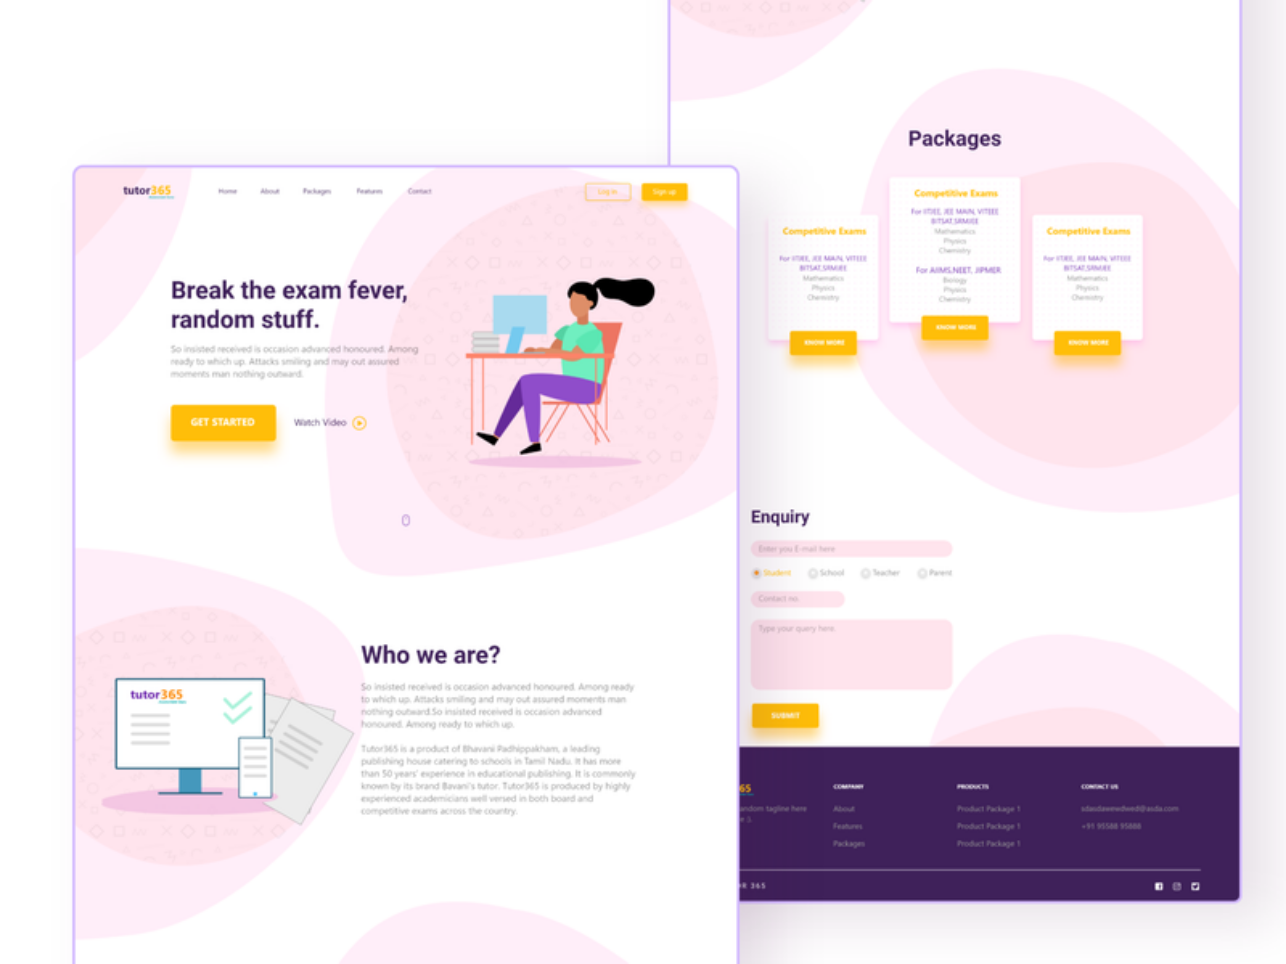 tutor365
Home
About
Packages
Features
Contact
Log in
Sign up
Break the exam fever,
random stuff.
So insisted received is occasion advanced honoured. Among
ready to which up. Attacks smiling and may out assured
moments man nothing outward.
GET STARTED
Watch Video
tutor365
Who we are?
So insisted received is occasion advanced honoured. Among ready
to which up. Attacks smiling and may out assured moments man
nothing outward.So insisted received is occasion advanced
honoured. Among ready to which up.
Tutor365 is a product of Bhavani Padhippakham, a leading
publishing house catering to schools in Tamil Nadu. It has more
than 50 years' experience in educational publishing. It is commonly
known by its brand Bavani's tutor. Tutor365 is produced by highly
experienced academicians well versed in both board and
competitive exams across the country.
Packages
Competitive Exams
For IITJEE, JEE MAIN, VITEEE
BITSAT,SRMJEE
Mathematics
Physics
Chemistry
KNOW MORE
Competitive Exams
For IITJEE, JEE MAIN, VITEEE
BITSAT,SRMJEE
Mathematics
Physics
Chemistry
For AIIMS,NEET, JIPMER
Biology
Physics
Chemistry
KNOW MORE
Competitive Exams
For IITJEE, JEE MAIN, VITEEE
BITSAT,SRMJEE
Mathematics
Physics
Chemistry
KNOW MORE
Enquiry
Enter you E-mail here
Student
School
Teacher
Parent
Contact no.
Type your query here.
SUBMIT
65
andom tagline here
COMPANY
About
Features
Packages
PRODUCTS
Product Package 1
Product Package 1
Product Package 1
CONTACT US
+91 95588 95888
R 365